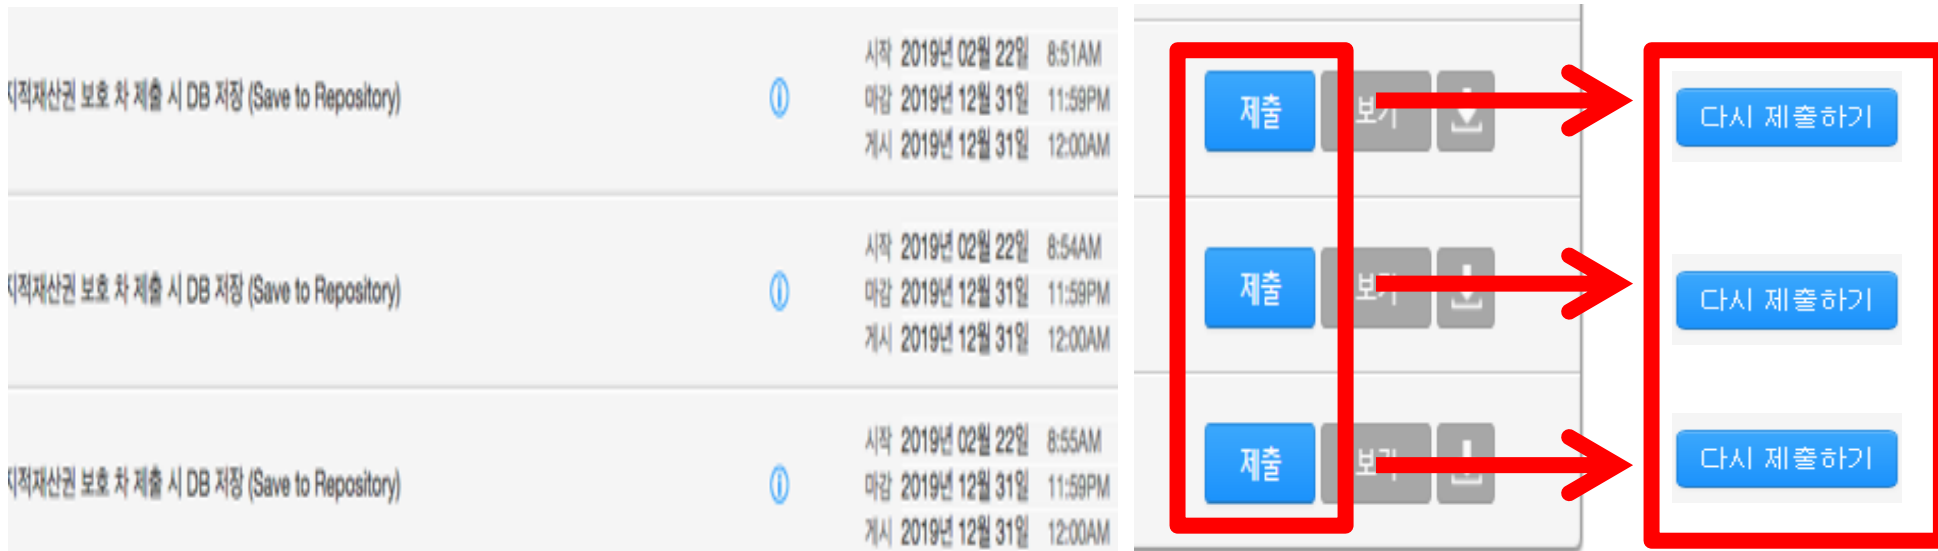 시작 2019년 02월 22일 8:51AM
지적재산권 보호 차 제출 시 DB 저장 (Save to Repository) 마감 2019년 12월 31일 11:59PM 제출 보기 다시 제출하기
게시 2019년 12월 31일 12:00AM
시작 2019년 02월 22일 8:54AM
지적재산권 보호 차 제출 시 DB 저장 (Save to Repository) 마감 2019년 12월 31일 11:59PM 제출 보기 다시 제출하기
게시 2019년 12월 31일 12:00AM
시작 2019년 02월 22일 8:55AM
지적재산권 보호 차 제출 시 DB 저장 (Save to Repository) 마감 2019년 12월 31일 11:59PM 제출 보기 다시 제출하기
게시 2019년 12월 31일 12:00AM